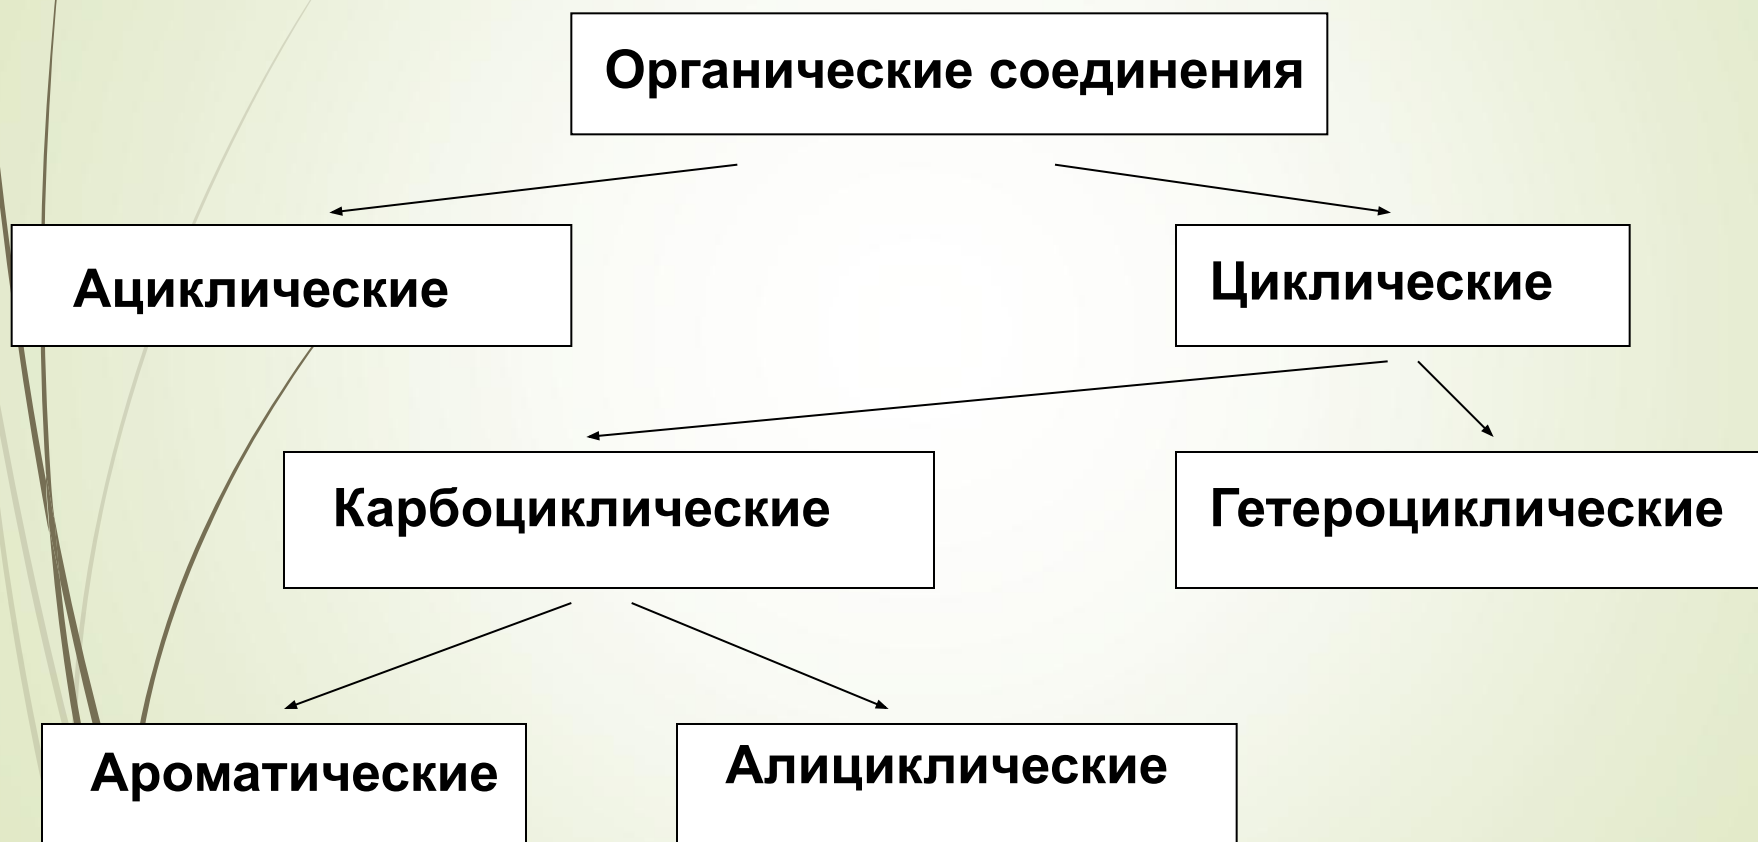 Органические соединения
Ациклические
Циклические
Карбоциклические
Гетероциклические
Ароматические
Алициклические